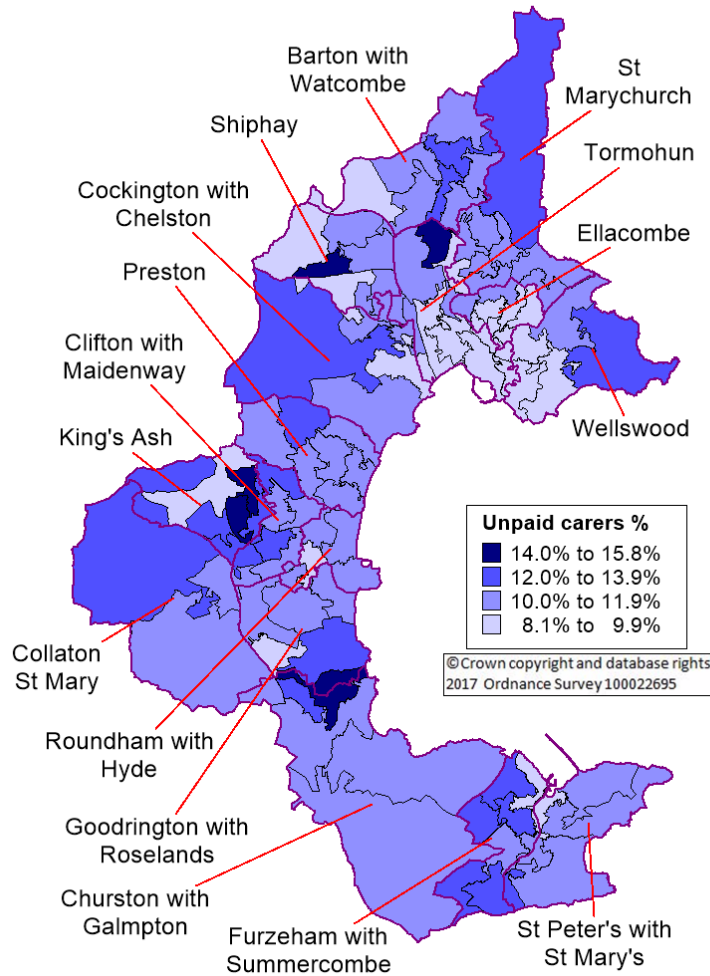 Barton with
Watcombe
St
Marychurch
Shiphay
Tormohun
Cockington with
Chelston
Ellacombe
Preston
Clifton with
Maidenway
King's Ash
Wellswood
Unpaid carers %
14.0% to 15.8%
12.0% to 13.9%
10.0% to 11.9%
8.1% to 9.9%
©Crown copyright and database rights
2017 Ordnance Survey 100022695
Collaton
St Mary
Roundham with
Hyde
Goodrington with
Roselands
Churston with
Galmpton
Furzeham with
Summercombe
St Peter's with
St Mary's